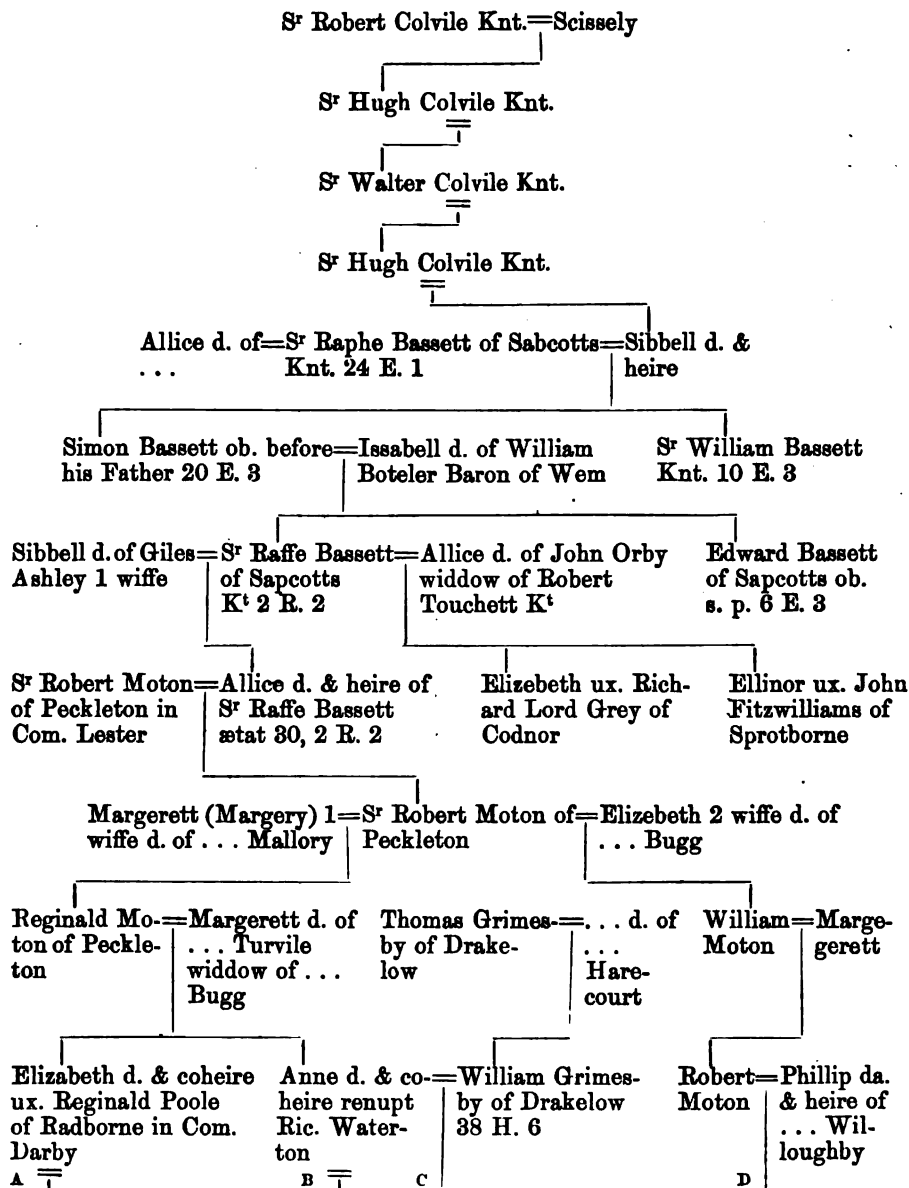 Sʳ Robert Colvile Knt.=Scissely
Sʳ Hugh Colvile Knt.
Sʳ Walter Colvile Knt.
Sʳ Hugh Colvile Knt.
Allice d. of=Sʳ Raphe Bassett of Sabcotts=Sibbell d. &
. . . Knt. 24 E. 1 heire
Simon Bassett ob. before=Issabell d. of William Sʳ William Bassett
his Father 20 E. 3 Boteler Baron of Wem Knt. 10 E. 3
Sibbell d. of Giles=Sʳ Raffe Bassett=Allice d. of John Orby Edward Bassett
Ashley 1 wiffe of Sapcotts widdow of Robert of Sapcotts ob.
Kᵗ 2 R. 2 Touchett Kᵗ s. p. 6 E. 3
Sʳ Robert Moton=Allice d. & heire of Elizebeth ux. Rich- Ellinor ux. John
of Peckleton in Sʳ Raffe Bassett ard Lord Grey of Fitzwilliams of
Com. Lester ætat 30, 2 R. 2 Codnor Sprotborne
Margerett (Margery) 1=Sʳ Robert Moton of=Elizebeth 2 wiffe d. of
wiffe d. of . . . Mallory Peckleton . . . Bugg
Reginald Mo-=Margerett d. of Thomas Grimes-=. . . d. of William=Marge-
ton of Peckle- . . . Turvile by of Drake- . . . Moton gerett
ton widdow of . . . low Hare-
Bugg court
Elizabeth d. & coheire Anne d. & co-=William Grimes- Robert=Phillip da.
ux. Reginald Poole heire renupt by of Drakelow Moton & heire of
of Radborne in Com. Ric. Water- 38 H. 6 . . . Wil-
Darby ton loughby
A B C D